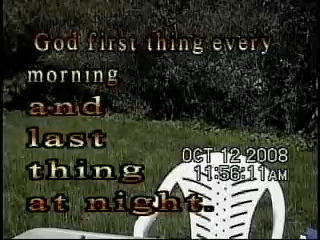 God first thing every
morning
and
last
thing
at night.
OCT 12 2008
11:56:11AM